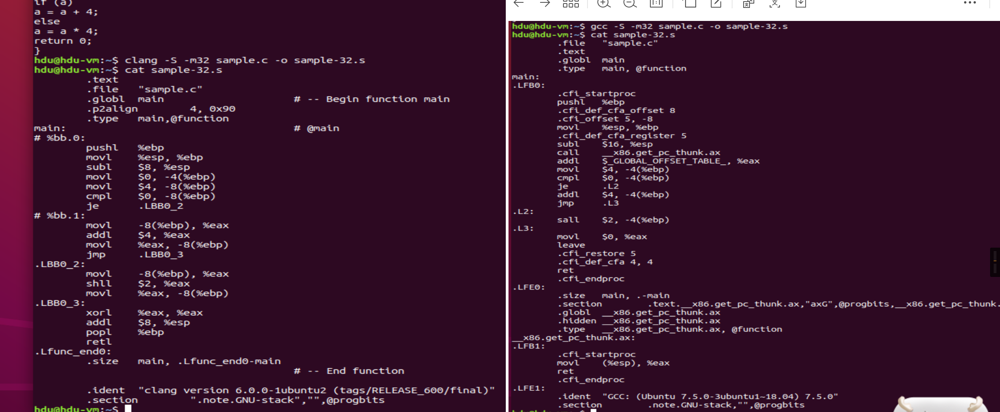 if (a)
a = a + 4;
else
a = a * 4;
return 0;
}
hdu@hdu-vm:~$ clang -S -m32 sample.c -o sample-32.s
hdu@hdu-vm:~$ cat sample-32.s
.text
.file "sample.c"
.globl main # -- Begin function main
.p2align 4, 0x90
.type main,@function
main: # @main
# %bb.0:
pushl %ebp
movl %esp, %ebp
subl $8, %esp
movl $0, -4(%ebp)
movl $4, -8(%ebp)
cmpl $0, -8(%ebp)
je .LBB0_2
# %bb.1:
movl -8(%ebp), %eax
addl $4, %eax
movl %eax, -8(%ebp)
jmp .LBB0_3
.LBB0_2:
movl -8(%ebp), %eax
shll $2, %eax
movl %eax, -8(%ebp)
.LBB0_3:
xorl %eax, %eax
addl $8, %esp
popl %ebp
retl
.Lfunc_end0:
.size main, .Lfunc_end0-main
# -- End function
.ident "clang version 6.0.0-1ubuntu2 (tags/RELEASE_600/final)"
.section ".note.GNU-stack","",@progbits
hdu@hdu-vm:~$
hdu@hdu-vm:~$ gcc -S -m32 sample.c -o sample-32.s
hdu@hdu-vm:~$ cat sample-32.s
.file "sample.c"
.text
.globl main
.type main, @function
main:
.LFB0:
.cfi_startproc
pushl %ebp
.cfi_def_cfa_offset 8
.cfi_offset 5, -8
movl %esp, %ebp
.cfi_def_cfa_register 5
subl $16, %esp
call __x86.get_pc_thunk.ax
addl $_GLOBAL_OFFSET_TABLE_, %eax
movl $4, -4(%ebp)
cmpl $0, -4(%ebp)
je .L2
addl $4, -4(%ebp)
jmp .L3
.L2:
sall $2, -4(%ebp)
.L3:
movl $0, %eax
leave
.cfi_restore 5
.cfi_def_cfa 4, 4
ret
.cfi_endproc
.LFE0:
.size main, .-main
.section .text.__x86.get_pc_thunk.ax,"axG",@progbits,__x86.get_pc_thunk.
.globl __x86.get_pc_thunk.ax
.hidden __x86.get_pc_thunk.ax
.type __x86.get_pc_thunk.ax, @function
__x86.get_pc_thunk.ax:
.LFB1:
.cfi_startproc
movl (%esp), %eax
ret
.cfi_endproc
.LFE1:
.ident "GCC: (Ubuntu 7.5.0-3ubuntu1~18.04) 7.5.0"
.section .note.GNU-stack,"",@progbits